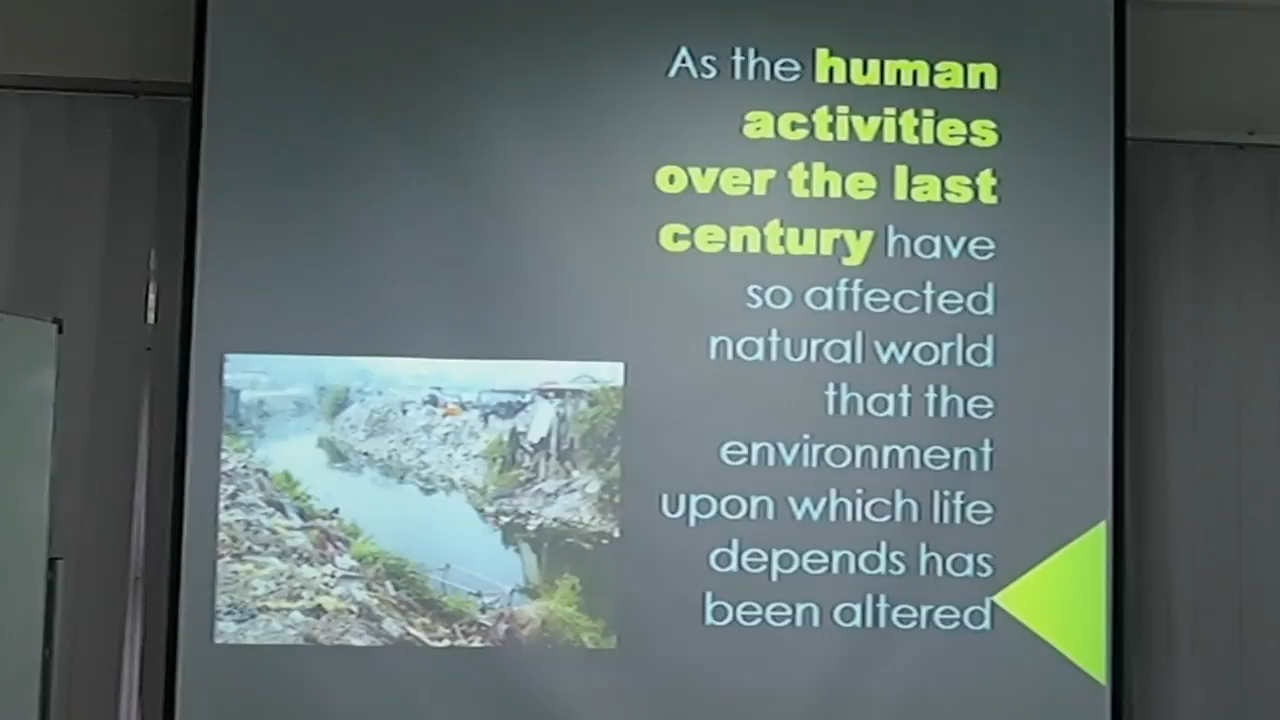 As the human
activities
over the last
century have
so affected
natural world
that the
environment
upon which life
depends has
been altered